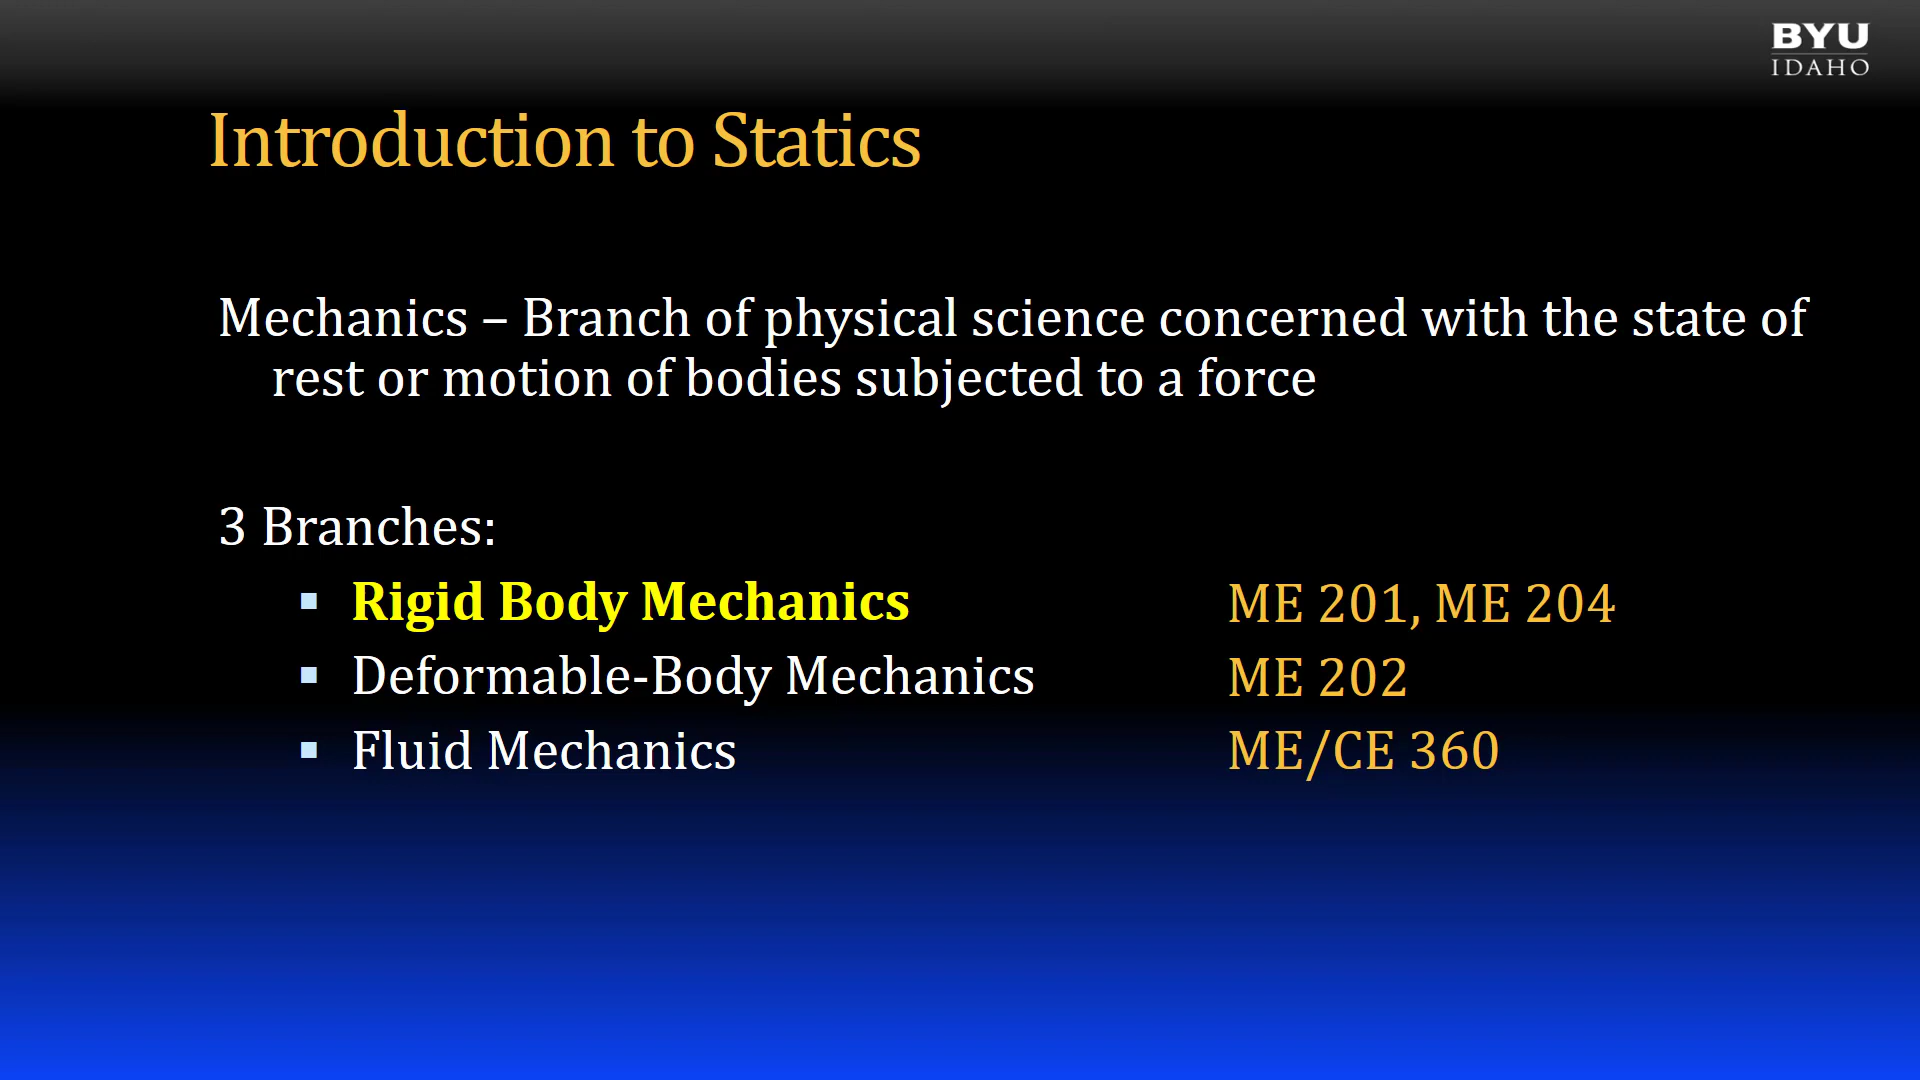 BYU
IDAHO
Introduction to Statics
Mechanics – Branch of physical science concerned with the state of
rest or motion of bodies subjected to a force
3 Branches:
▪ Rigid Body Mechanics ME 201, ME 204
▪ Deformable-Body Mechanics ME 202
▪ Fluid Mechanics ME/CE 360